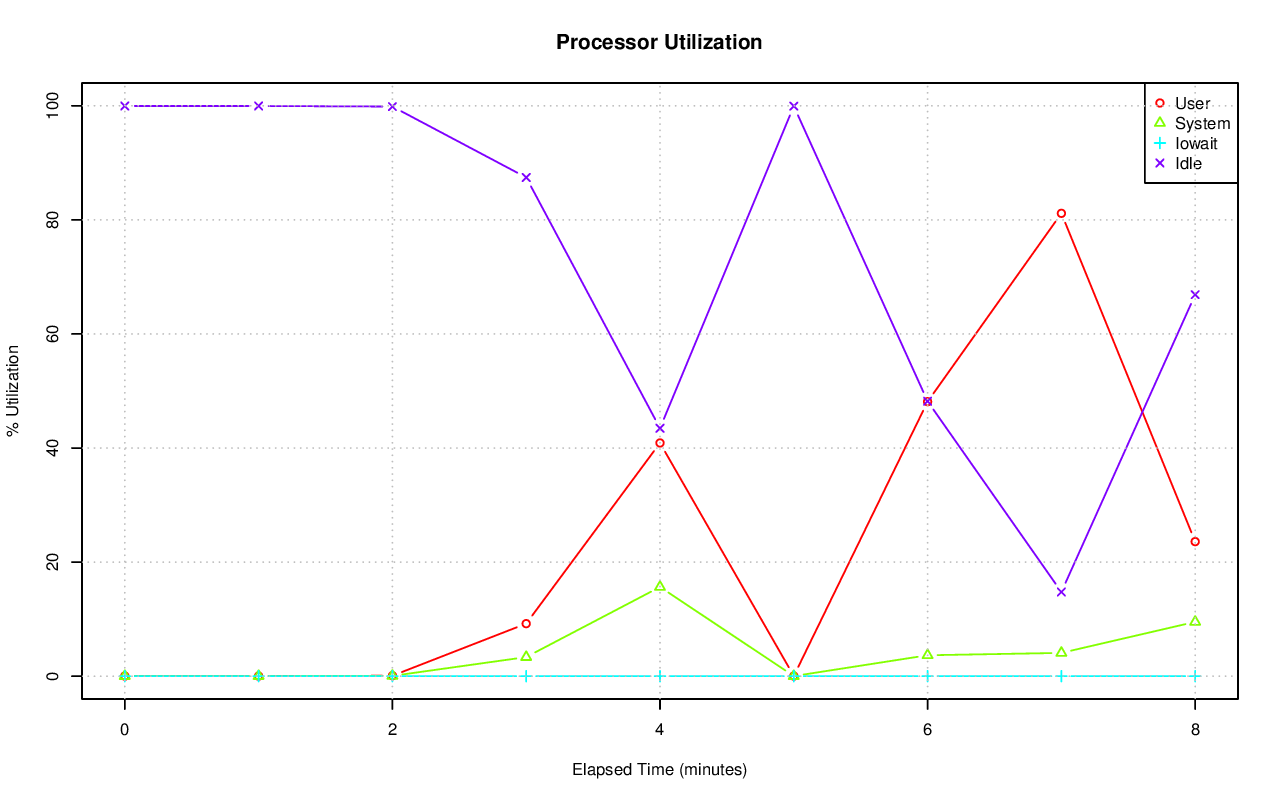 Processor Utilization
% Utilization
100
80
60
40
20
0
User
System
Iowait
Idle
0 2 4 6 8
Elapsed Time (minutes)